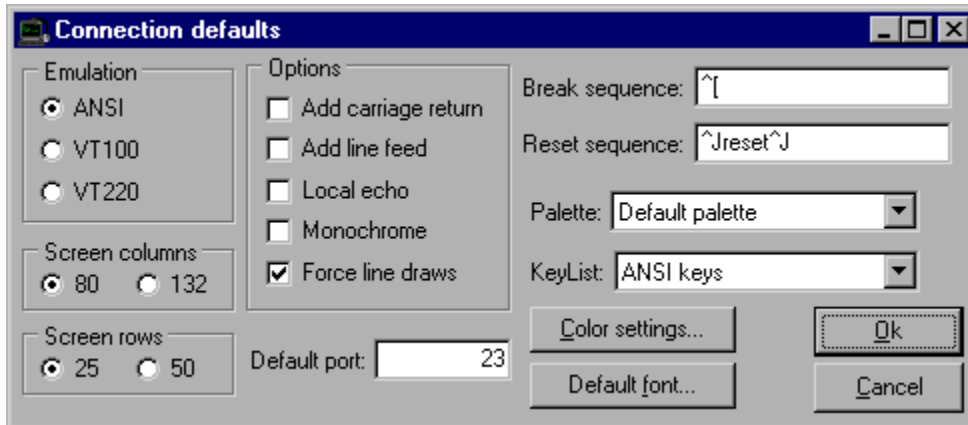 Connection defaults
Emulation
ANSI
VT100
VT220
Screen columns
80 132
Screen rows
25 50
Options
Add carriage return
Add line feed
Local echo
Monochrome
Force line draws
Default port: 23
Break sequence: ^[
Reset sequence: ^Jreset^J
Palette: Default palette
KeyList: ANSI keys
Color settings...
Default font...
Ok
Cancel